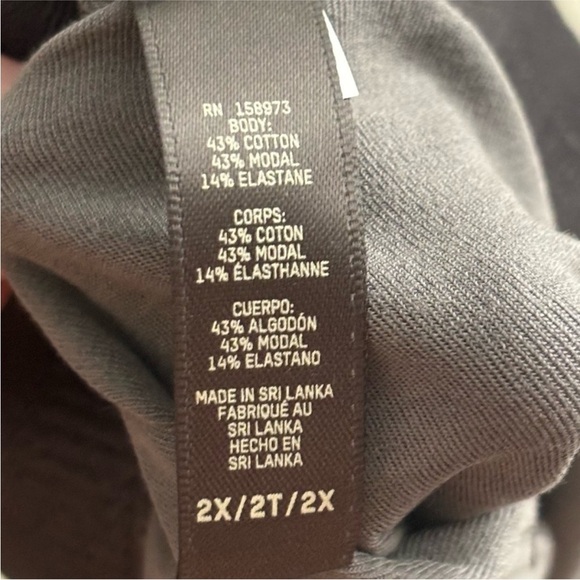 RN 158973
BODY:
43% COTTON
43% MODAL
14% ELASTANE
CORPS:
43% COTON
43% MODAL
14% ÉLASTHANNE
CUERPO:
43% ALGODÓN
43% MODAL
14% ELASTANO
MADE IN SRI LANKA
FABRIQUÉ AU
SRI LANKA
HECHO EN
SRI LANKA
2X/2T/2X